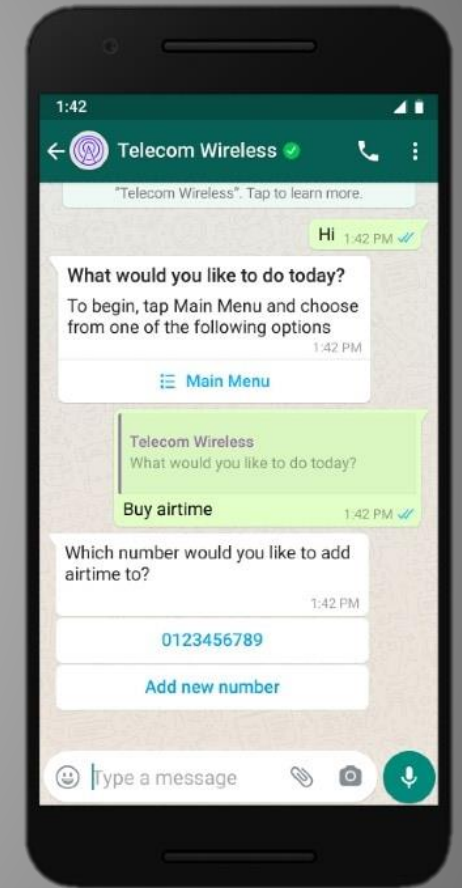 1:42
Telecom Wireless
"Telecom Wireless". Tap to learn more.
Hi 1:42 PM
What would you like to do today?
To begin, tap Main Menu and choose
from one of the following options
1:42 PM
Main Menu
Telecom Wireless
What would you like to do today?
Buy airtime 1:42 PM
Which number would you like to add
airtime to?
1:42 PM
0123456789
Add new number
Type a message